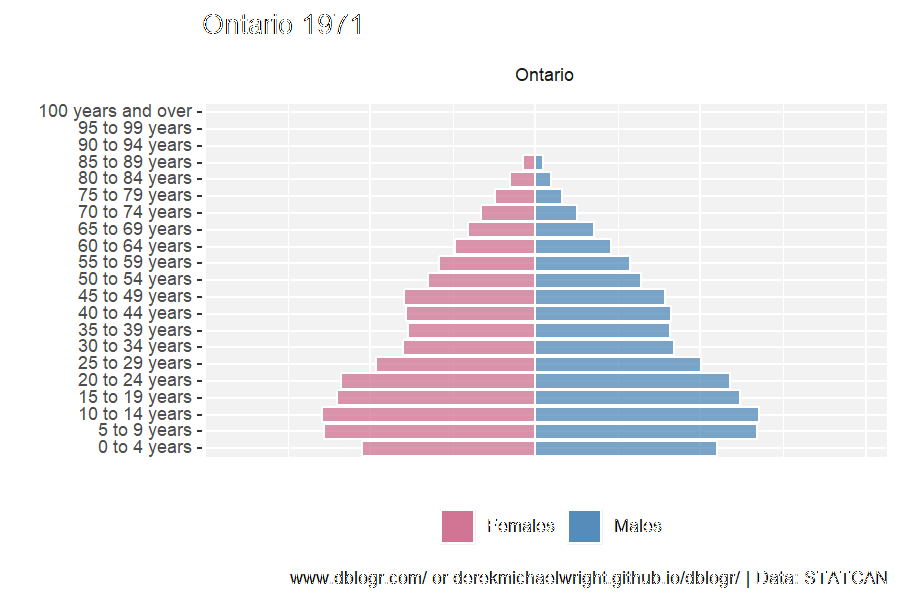 Ontario 1971
Ontario
100 years and over
95 to 99 years
90 to 94 years
85 to 89 years
80 to 84 years
75 to 79 years
70 to 74 years
65 to 69 years
60 to 64 years
55 to 59 years
50 to 54 years
45 to 49 years
40 to 44 years
35 to 39 years
30 to 34 years
25 to 29 years
20 to 24 years
15 to 19 years
10 to 14 years
5 to 9 years
0 to 4 years
Females Males
www.dblogr.com/ or derekmichaelwright.github.io/dblogr/ | Data: STATCAN